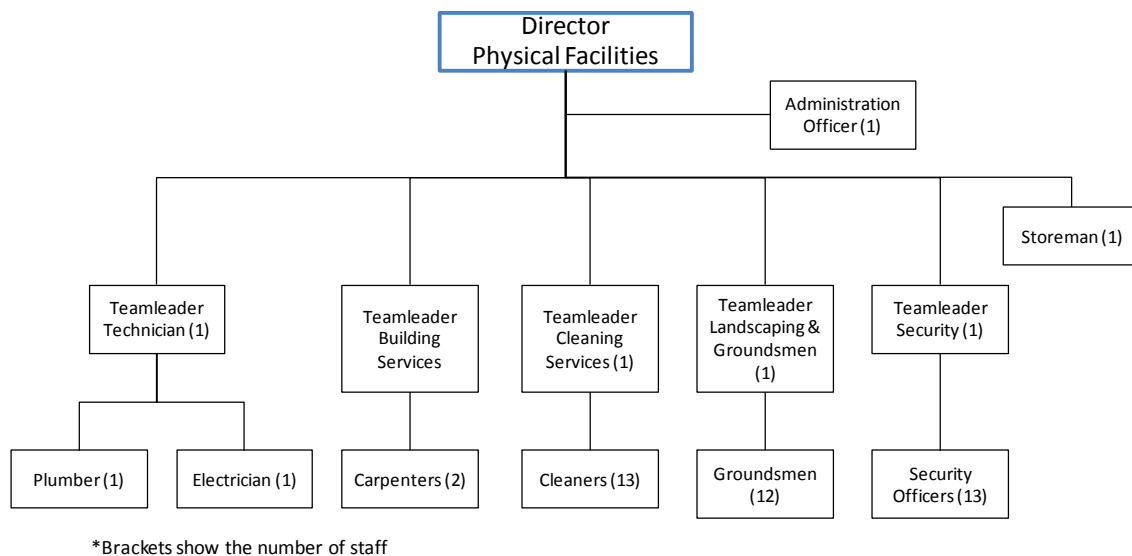 Director
Physical Facilities
Administration
Officer (1)
Storeman (1)
Teamleader
Technician (1)
Teamleader
Building
Services
Teamleader
Cleaning
Services (1)
Teamleader
Landscaping &
Groundsmen
(1)
Teamleader
Security (1)
Plumber (1)
Electrician (1)
Carpenters (2)
Cleaners (13)
Groundsmen
(12)
Security
Officers (13)
*Brackets show the number of staff